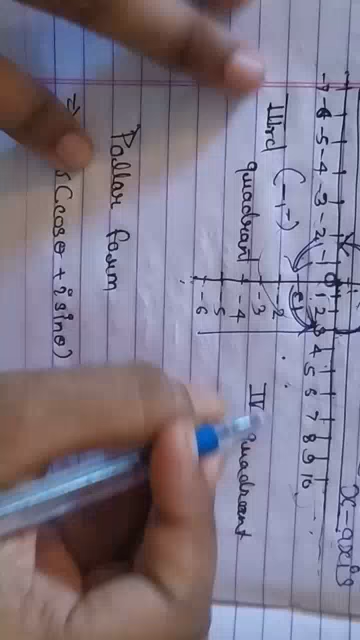 x-axis
-7 -6 -5 -4 -3 -2 -1 0 1 2 3 4 5 6 7 8 9 10
IIIrd (-,-)
quadrant
-2
-3
-4
-5
-6
IV
quadrant
Pollar form
(cosθ + i sinθ)